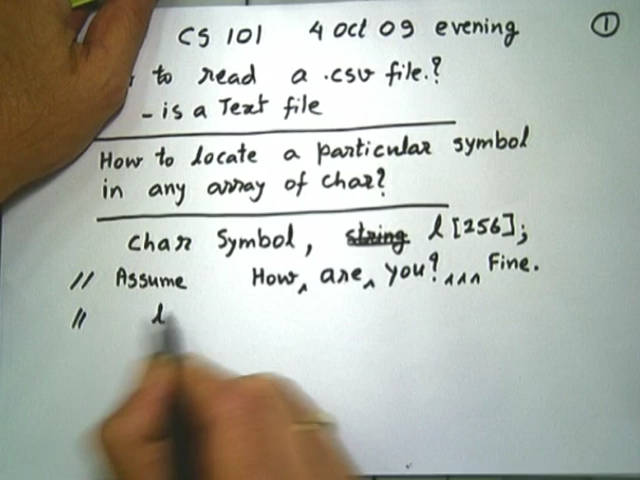 CS 101 4 Oct 09 evening 1
to read a .csv file.?
- is a Text file
How to locate a particular symbol
in any array of char?
char Symbol, string l [256];
// Assume How^ are^ you?^^^ Fine.
// l